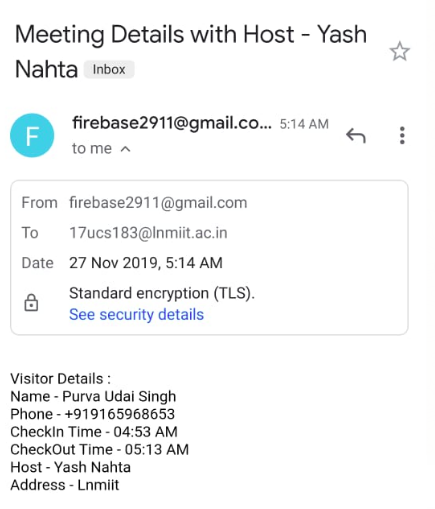 Meeting Details with Host - Yash
Nahta Inbox
F
firebase2911@gmail.co... 5:14 AM
to me
From firebase2911@gmail.com
To 17ucs183@lnmiit.ac.in
Date 27 Nov 2019, 5:14 AM
Standard encryption (TLS).
See security details
Visitor Details :
Name - Purva Udai Singh
Phone - +919165968653
CheckIn Time - 04:53 AM
CheckOut Time - 05:13 AM
Host - Yash Nahta
Address - Lnmiit